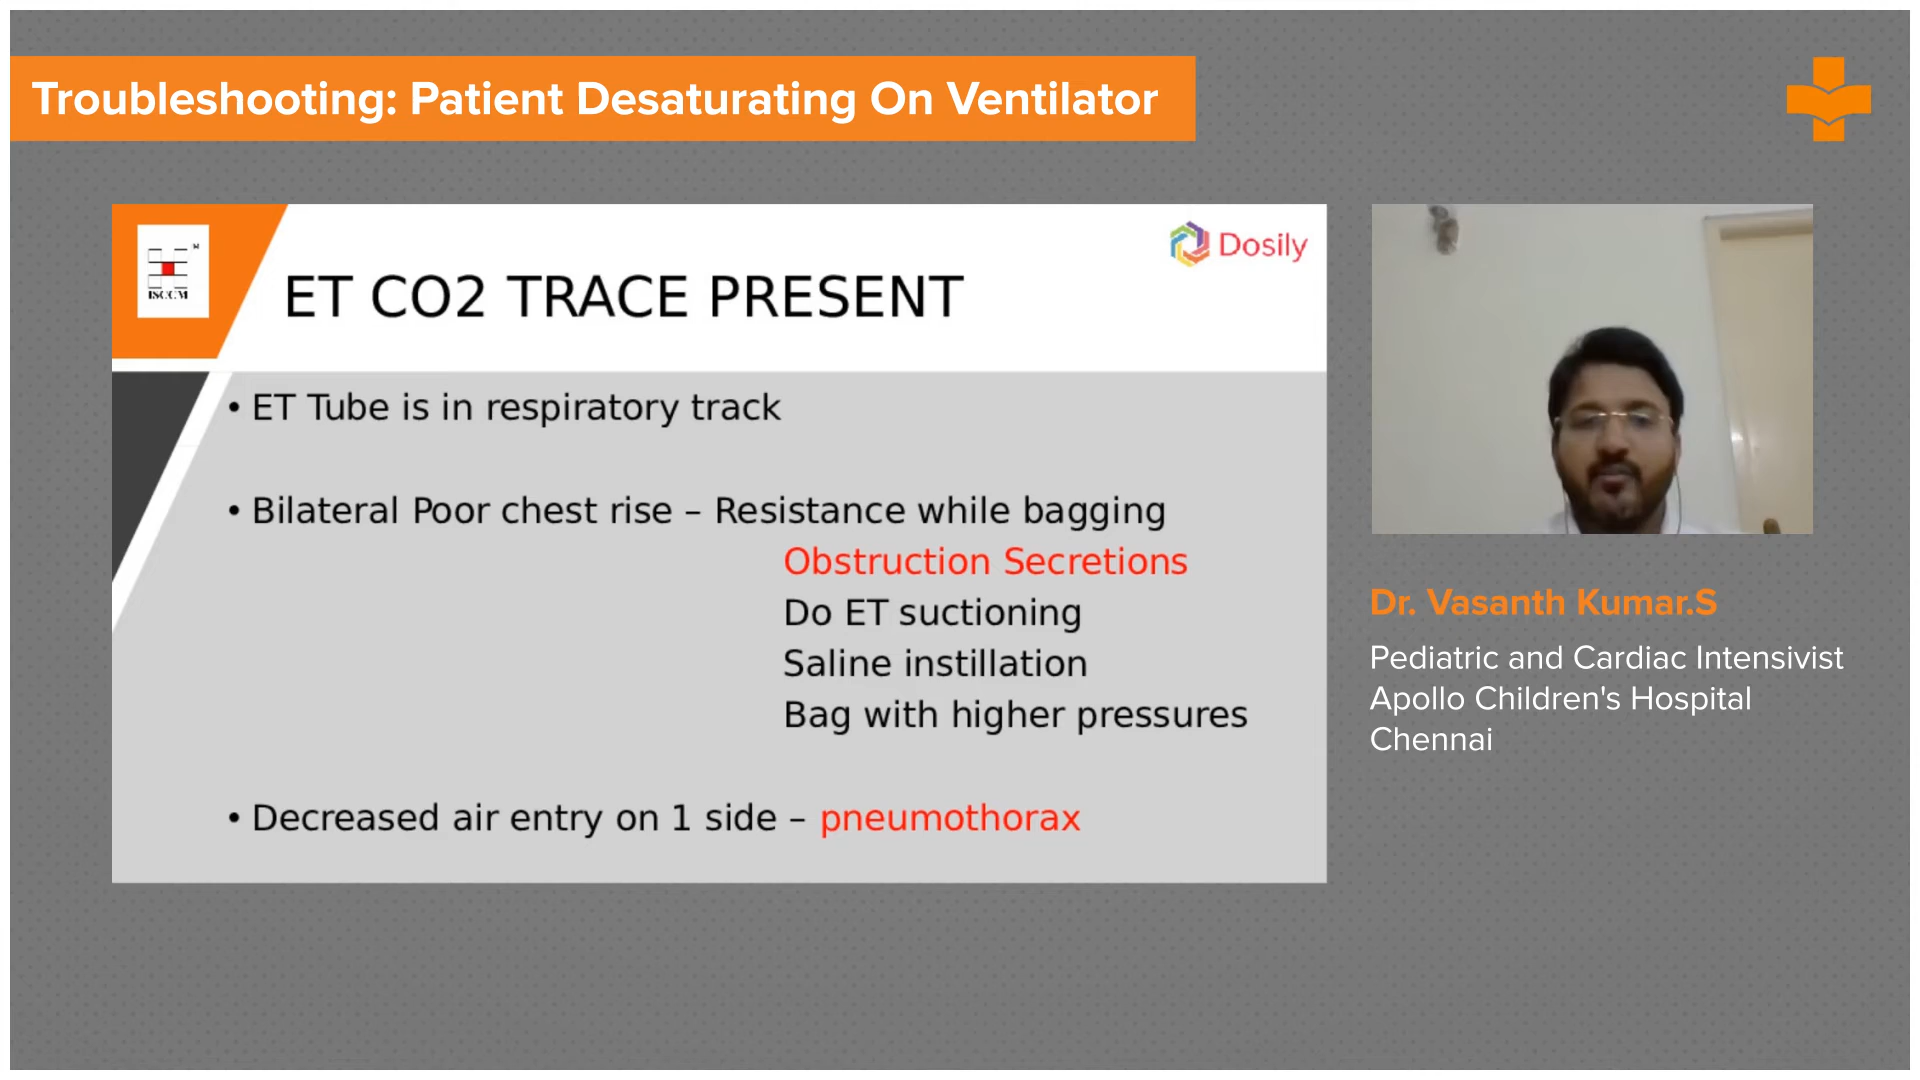 Troubleshooting: Patient Desaturating On Ventilator
ISCCM
Dosily
ET CO2 TRACE PRESENT
• ET Tube is in respiratory track
• Bilateral Poor chest rise – Resistance while bagging
Obstruction Secretions
Do ET suctioning
Saline instillation
Bag with higher pressures
• Decreased air entry on 1 side – pneumothorax
Dr. Vasanth Kumar.S
Pediatric and Cardiac Intensivist
Apollo Children's Hospital
Chennai